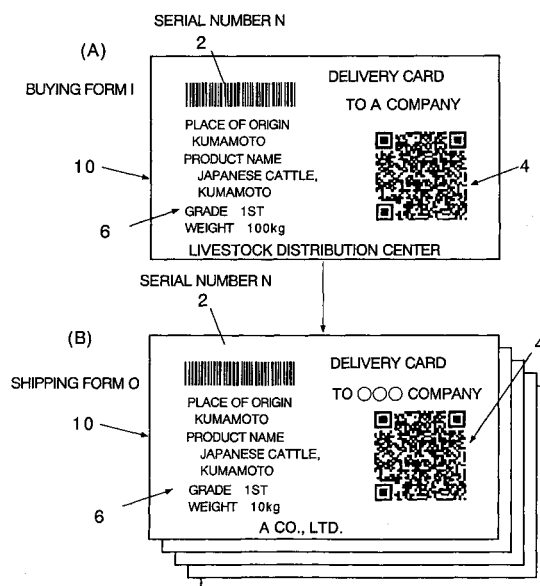 SERIAL NUMBER N
2
(A)
BUYING FORM I
DELIVERY CARD
TO A COMPANY
PLACE OF ORIGIN
KUMAMOTO
PRODUCT NAME
JAPANESE CATTLE,
KUMAMOTO
GRADE 1ST
WEIGHT 100kg
LIVESTOCK DISTRIBUTION CENTER
10
4
6
SERIAL NUMBER N
2
(B)
SHIPPING FORM O
DELIVERY CARD
TO ○○○ COMPANY
PLACE OF ORIGIN
KUMAMOTO
PRODUCT NAME
JAPANESE CATTLE,
KUMAMOTO
GRADE 1ST
WEIGHT 10kg
A CO., LTD.
10
4
6